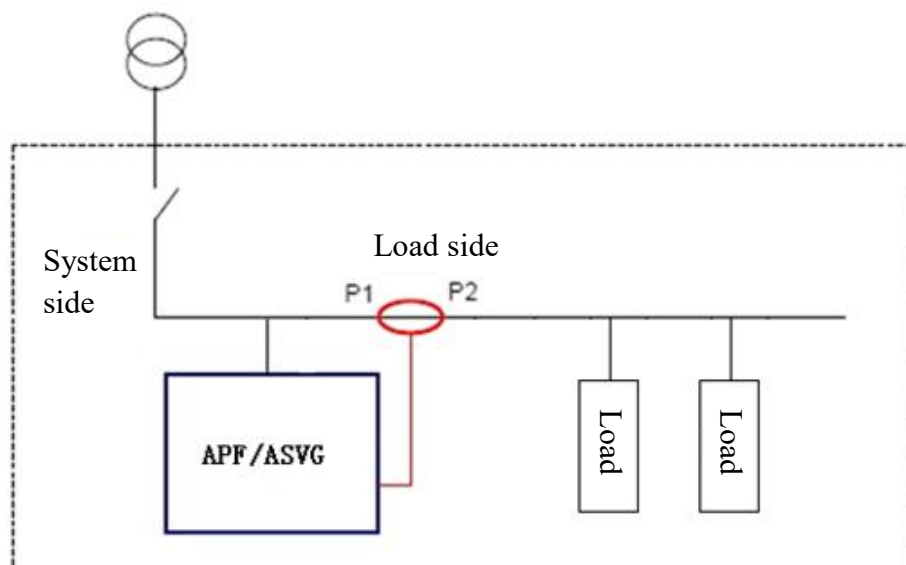 System
side
Load side
P1
P2
APF/ASVG
Load
Load